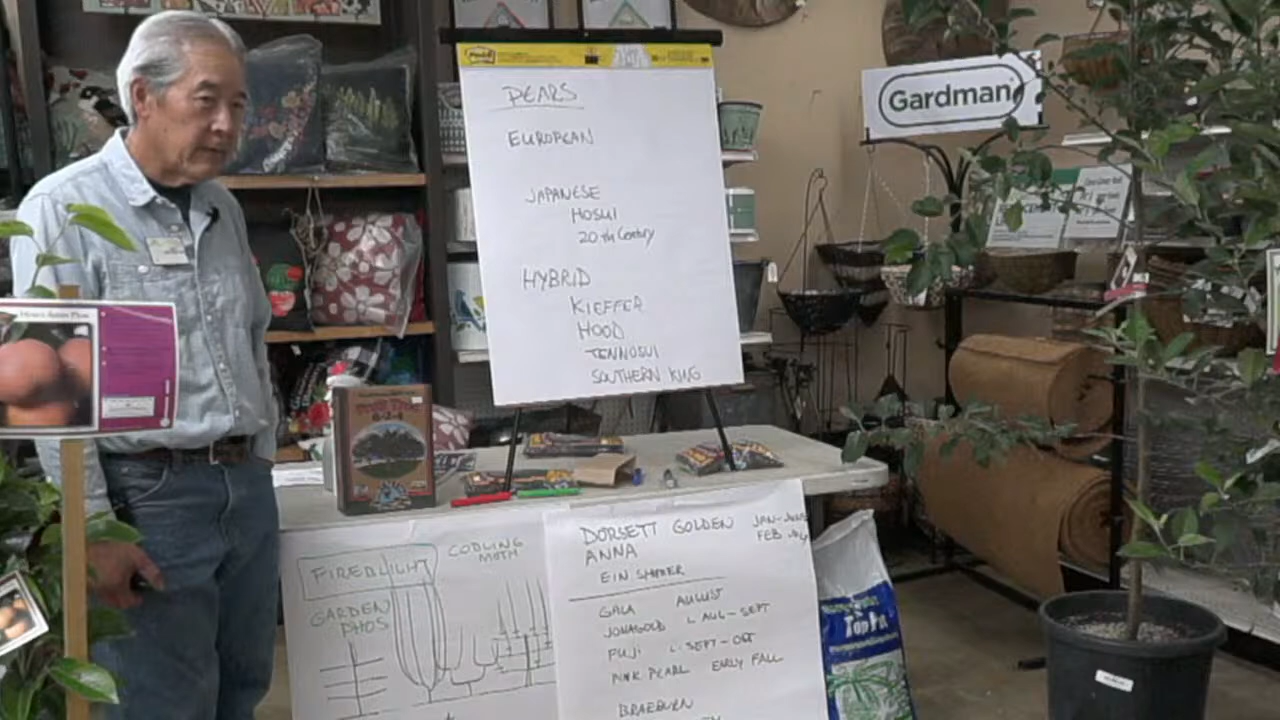 PEARS
EUROPEAN
JAPANESE
HOSUI
20th Century
HYBRID
KIEFFER
HOOD
TENNOSUI
SOUTHERN KING
Gardman
FIREBLIGHT
CODLING
MOTH
GARDEN
PHOS
DORSETT GOLDEN JAN-JUNE
ANNA FEB
EIN SHEMER
GALA AUGUST
JONAGOLD L AUG-SEPT
FUJI L. SEPT-OCT
PINK PEARL EARLY FALL
BRAEBURN